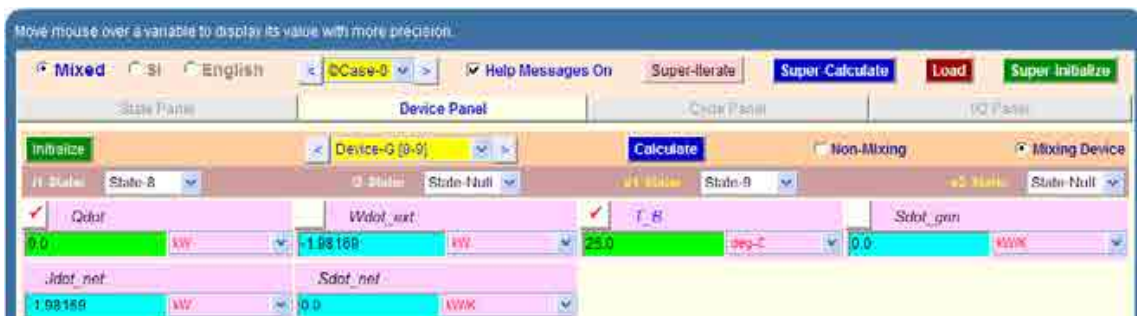 Move mouse over a variable to display its value with more precision.
Mixed SI English < ©Case-0 > Help Messages On Super-Iterate Super-Calculate Load Super-Initialize
State Panel Device Panel Cycle Panel I/O Panel
Initialize < Device-G [8-9] > Calculate Non-Mixing Mixing Device
i1-State: State-8 i2-State: State-Null e1-State: State-9 e2-State: State-Null
Qdot Wdot_ext T_B Sdot_gen
0.0 kW -1.98169 kW 25.0 deg-C 0.0 kW/K
Jdot_net Sdot_net
-1.98169 kW 0.0 kW/K